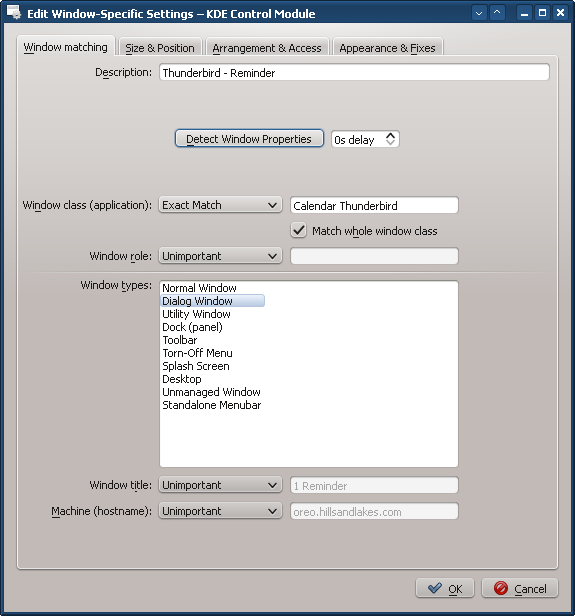 Edit Window-Specific Settings – KDE Control Module
Window matching
Size & Position
Arrangement & Access
Appearance & Fixes
Description: Thunderbird - Reminder
Detect Window Properties 0s delay
Window class (application): Exact Match Calendar Thunderbird
Match whole window class
Window role: Unimportant
Window types:
Normal Window
Dialog Window
Utility Window
Dock (panel)
Toolbar
Torn-Off Menu
Splash Screen
Desktop
Unmanaged Window
Standalone Menubar
Window title: Unimportant 1 Reminder
Machine (hostname): Unimportant oreo.hillsandlakes.com
OK Cancel